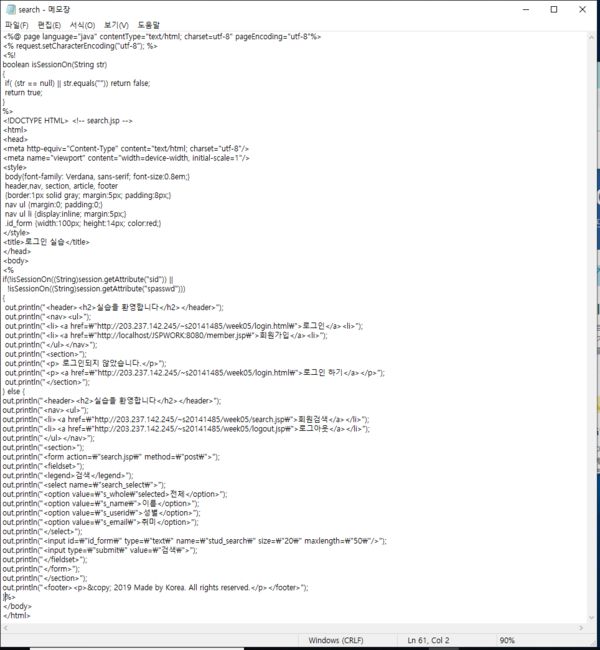 search - 메모장
파일(F) 편집(E) 서식(O) 보기(V) 도움말
<%@ page language="java" contentType="text/html; charset=utf-8" pageEncoding="utf-8"%>
<% request.setCharacterEncoding("utf-8"); %>
<%!
boolean isSessionOn(String str)
{
 if( (str == null) || str.equals("")) return false;
 return true;
}
%>
<!DOCTYPE HTML> <!-- search.jsp -->
<html>
<head>
<meta http-equiv="Content-Type" content="text/html; charset="utf-8"/>
<meta name="viewport" content="width=device-width, initial-scale=1"/>
<style>
 body{font-family: Verdana, sans-serif; font-size:0.8em;}
 header,nav, section, article, footer
 {border:1px solid gray; margin:5px; padding:8px;}
 nav ul {margin:0; padding:0;}
 nav ul li {display:inline; margin:5px;}
 .id_form {width:100px; height:14px; color:red;}
</style>
<title>로그인 실습</title>
</head>
<body>
<%
if(!isSessionOn((String)session.getAttribute("sid")) ||
  !isSessionOn((String)session.getAttribute("spasswd")))
{
 out.println("<header><h2>실습을 환영합니다</h2></header>");
 out.println("<nav><ul>");
 out.println("<li><a href=₩"http://203.237.142.245/~s20141485/week05/login.html₩">로그인</a><li>");
 out.println("<li><a href=₩"http://localhost/JSPWORK:8080/member.jsp₩">회원가입</a><li>");
 out.println("</ul></nav>");
 out.println("<section>");
 out.println("<p> 로그인되지 않았습니다.</p>");
 out.println("<p><a href=₩"http://203.237.142.245/~s20141485/week05/login.html₩">로그인 하기</a></p>");
 out.println("</section>");
} else {
out.println("<header><h2>실습을 환영합니다</h2></header>");
out.println("<nav><ul>");
out.println("<li><a href=₩"http://203.237.142.245/~s20141485/week05/search.jsp₩">회원검색</a></li>");
out.println("<li><a href=₩"http://203.237.142.245/~s20141485/week05/logout.jsp₩">로그아웃</a></li>");
out.println("</ul></nav>");
out.println("<section>");
out.println("<form action=₩"search.jsp₩" method=₩"post₩">");
out.println("<fieldset>");
out.println("<legend>검색</legend>");
out.println("<select name=₩"search_select₩">");
out.println("<option value=₩"s_whole₩"selected>전체</option>");
out.println("<option value=₩"s_name₩">이름</option>");
out.println("<option value=₩"s_userid₩">성별</option>");
out.println("<option value=₩"s_email₩">취미</option>");
out.println("</select>");
out.println("<input id=₩"id_form₩" type=₩"text₩" name=₩"stud_search₩" size=₩"20₩" maxlength=₩"50₩"/>");
out.println("<input type=₩"submit₩" value=₩"검색₩">");
out.println("</fieldset>");
out.println("</form>");
out.println("</section>");
out.println("<footer><p>&copy; 2019 Made by Korea. All rights reserved.</p></footer>");
}%>
</body>
</html>
Windows (CRLF) Ln 61, Col 2 90%